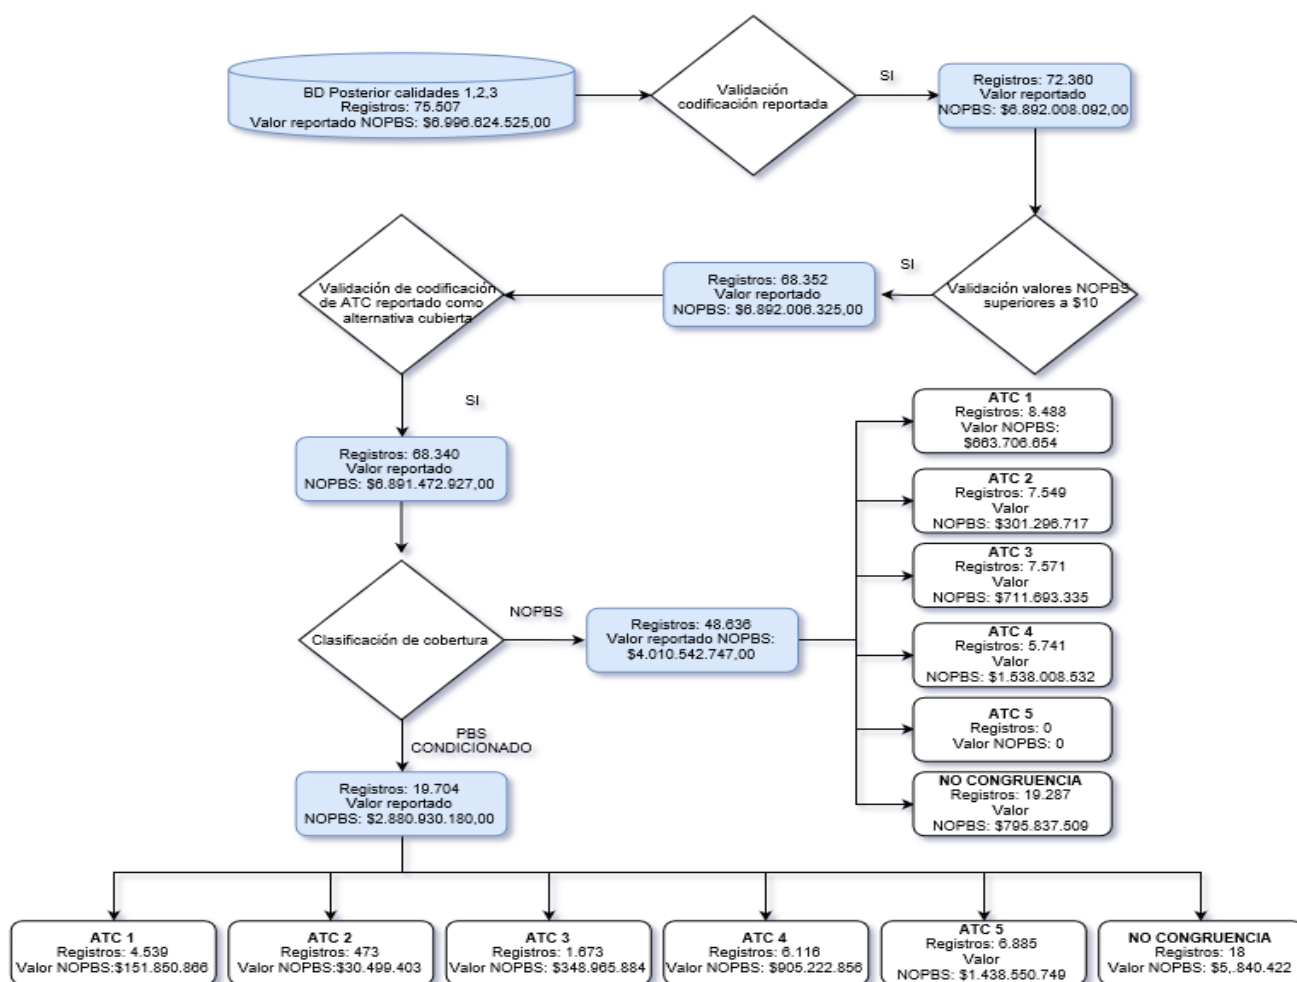 BD Posterior calidades 1,2,3
Registros: 75.507
Valor reportado NOPBS: $6.996.624.525,00
Validación
codificación reportada
SI
Registros: 72.360
Valor reportado
NOPBS: $6.892.008.092,00
Validación valores NOPBS
superiores a $10
SI
Registros: 68.352
Valor reportado
NOPBS: $6.892.006.325,00
Validación de codificación
de ATC reportado como
alternativa cubierta
SI
Registros: 68.340
Valor reportado
NOPBS: $6.891.472.927,00
Clasificación de cobertura
NOPBS
Registros: 48.636
Valor reportado NOPBS:
$4.010.542.747,00
ATC 1
Registros: 8.488
Valor NOPBS:
$663.706.654
ATC 2
Registros: 7.549
Valor
NOPBS: $301.296.717
ATC 3
Registros: 7.571
Valor
NOPBS: $711.693.335
ATC 4
Registros: 5.741
Valor
NOPBS: $1.538.008.532
ATC 5
Registros: 0
Valor NOPBS: 0
NO CONGRUENCIA
Registros: 19.287
Valor
NOPBS: $795.837.509
PBS
CONDICIONADO
Registros: 19.704
Valor reportado
NOPBS: $2.880.930.180,00
ATC 1
Registros: 4.539
Valor NOPBS:$151.850.866
ATC 2
Registros: 473
Valor NOPBS:$30.499.403
ATC 3
Registros: 1.673
Valor NOPBS: $348.965.884
ATC 4
Registros: 6.116
Valor NOPBS: $905.222.856
ATC 5
Registros: 6.885
Valor
NOPBS: $1.438.550.749
NO CONGRUENCIA
Registros: 18
Valor NOPBS: $5,.840.422